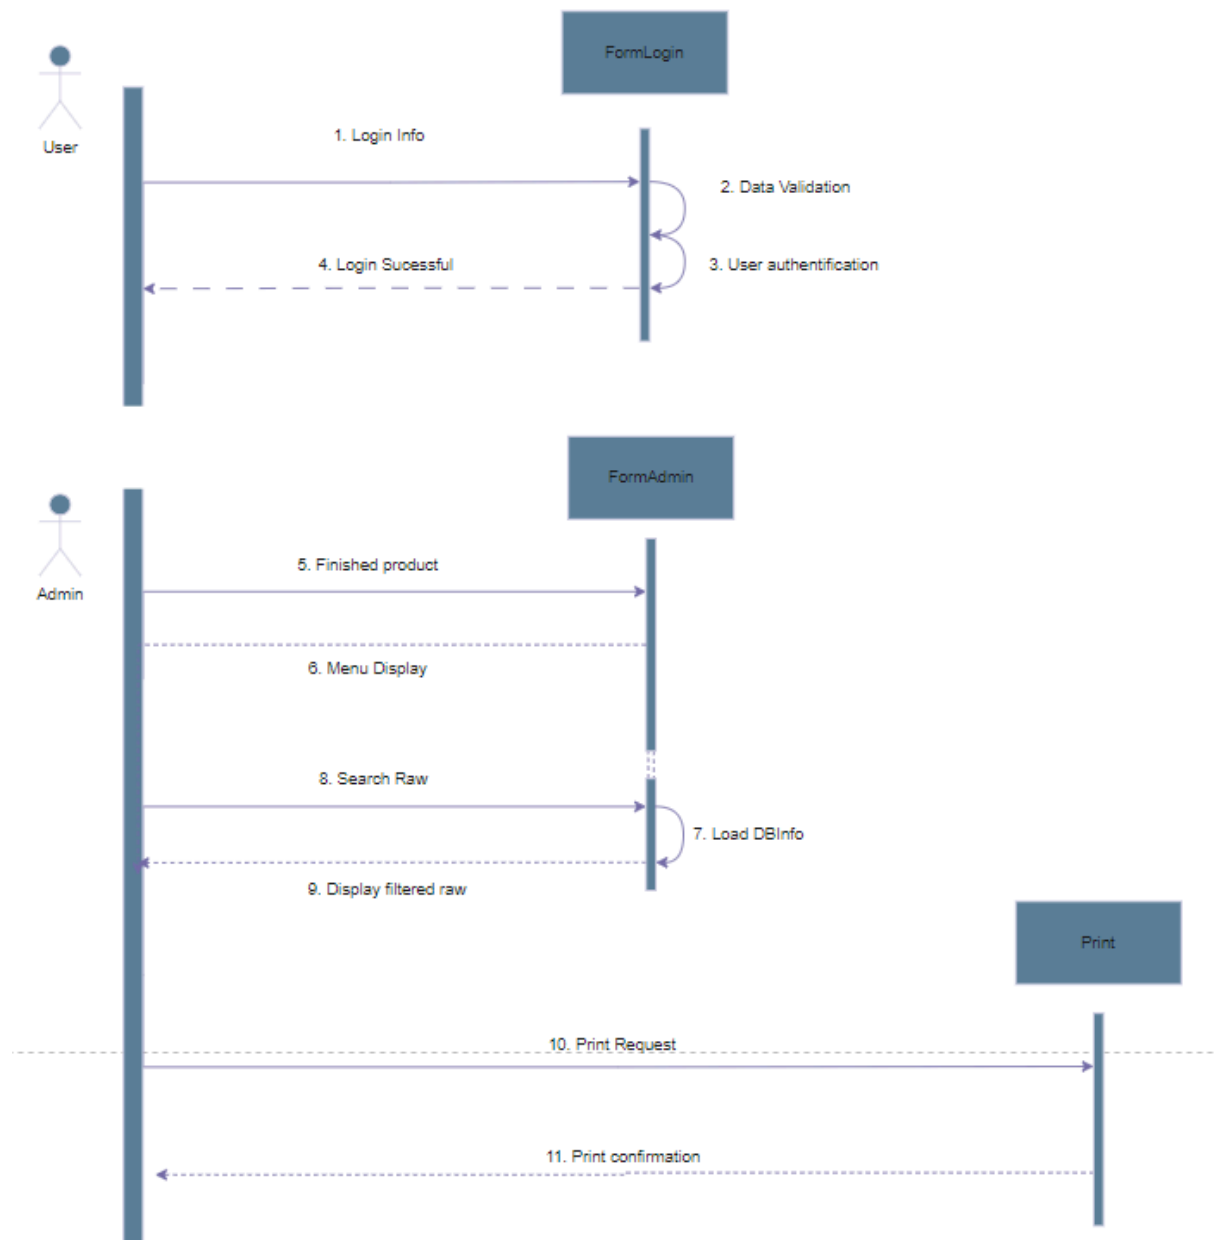 FormLogin
User
1. Login Info
2. Data Validation
4. Login Sucessful
3. User authentification
FormAdmin
Admin
5. Finished product
6. Menu Display
8. Search Raw
7. Load DBInfo
9. Display filtered raw
Print
10. Print Request
11. Print confirmation